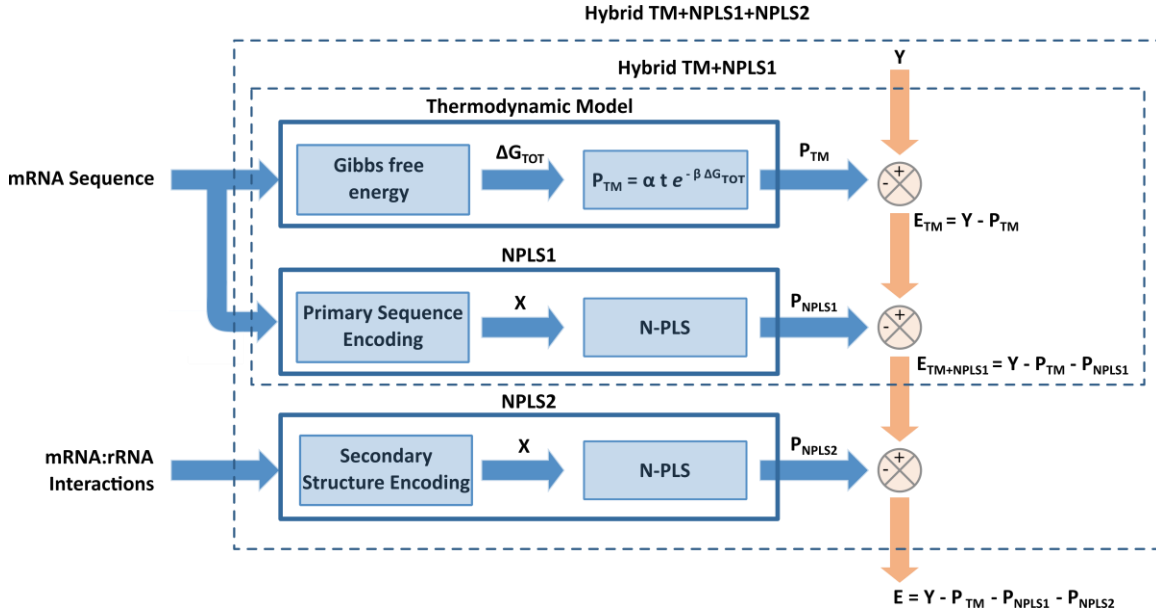 Hybrid TM+NPLS1+NPLS2
Hybrid TM+NPLS1
Y
Thermodynamic Model
mRNA Sequence
Gibbs free
energy
ΔG_TOT
P_TM = α t e^(- β ΔG_TOT)
P_TM
+
-
E_TM = Y - P_TM
NPLS1
Primary Sequence
Encoding
X
N-PLS
P_NPLS1
+
-
E_TM+NPLS1 = Y - P_TM - P_NPLS1
NPLS2
mRNA:rRNA
Interactions
Secondary
Structure Encoding
X
N-PLS
P_NPLS2
+
-
E = Y - P_TM - P_NPLS1 - P_NPLS2